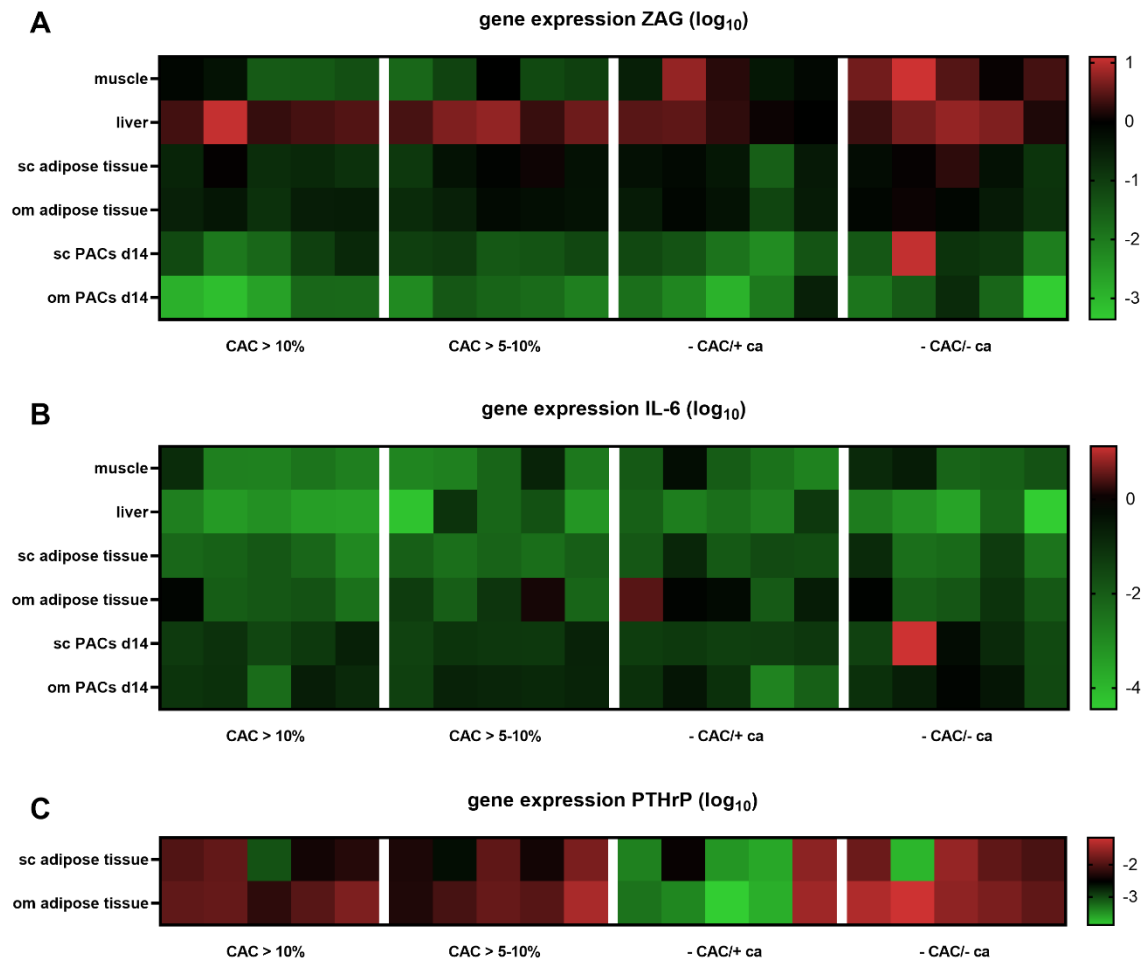 A
gene expression ZAG (log10)
muscle
liver
sc adipose tissue
om adipose tissue
sc PACs d14
om PACs d14
1
0
-1
-2
-3
CAC > 10%
CAC > 5-10%
- CAC/+ ca
- CAC/- ca
B
gene expression IL-6 (log10)
muscle
liver
sc adipose tissue
om adipose tissue
sc PACs d14
om PACs d14
0
-2
-4
CAC > 10%
CAC > 5-10%
- CAC/+ ca
- CAC/- ca
C
gene expression PTHrP (log10)
sc adipose tissue
om adipose tissue
-2
-3
CAC > 10%
CAC > 5-10%
- CAC/+ ca
- CAC/- ca